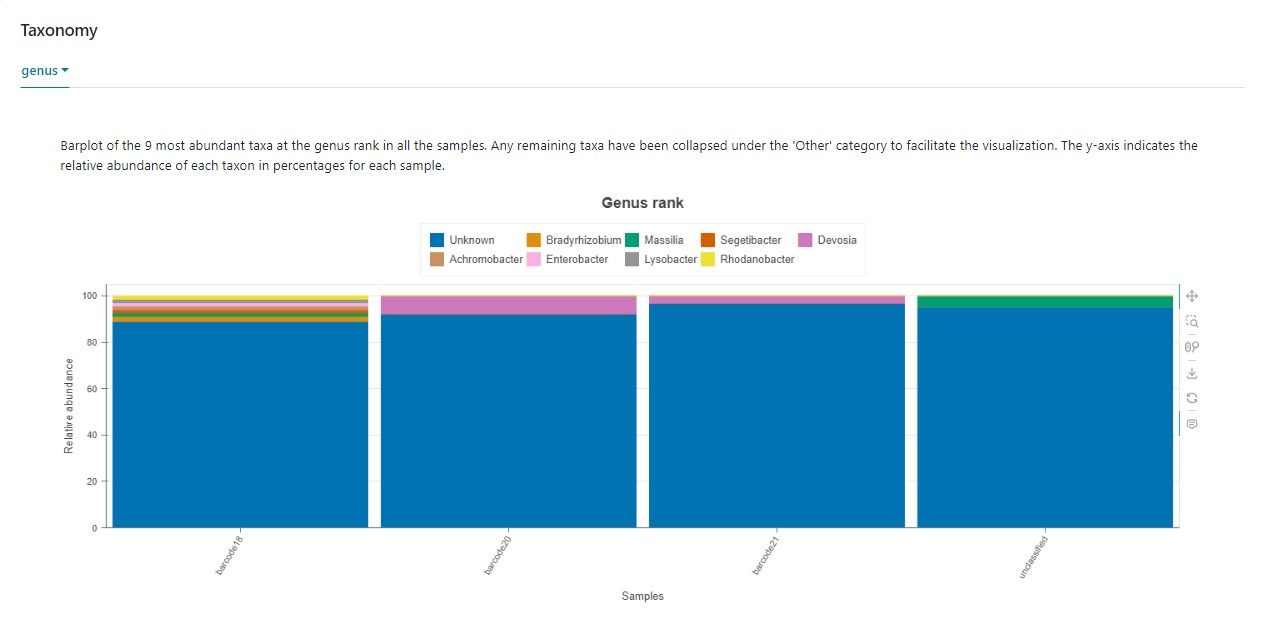 Taxonomy
genus
Barplot of the 9 most abundant taxa at the genus rank in all the samples. Any remaining taxa have been collapsed under the 'Other' category to facilitate the visualization. The y-axis indicates the
relative abundance of each taxon in percentages for each sample.
Genus rank
Unknown Bradyrhizobium Massilia Segetibacter Devosia
Achromobacter Enterobacter Lysobacter Rhodanobacter
100
80
60
40
20
0
Relative abundance
barcode18 barcode20 barcode21 unclassified
Samples